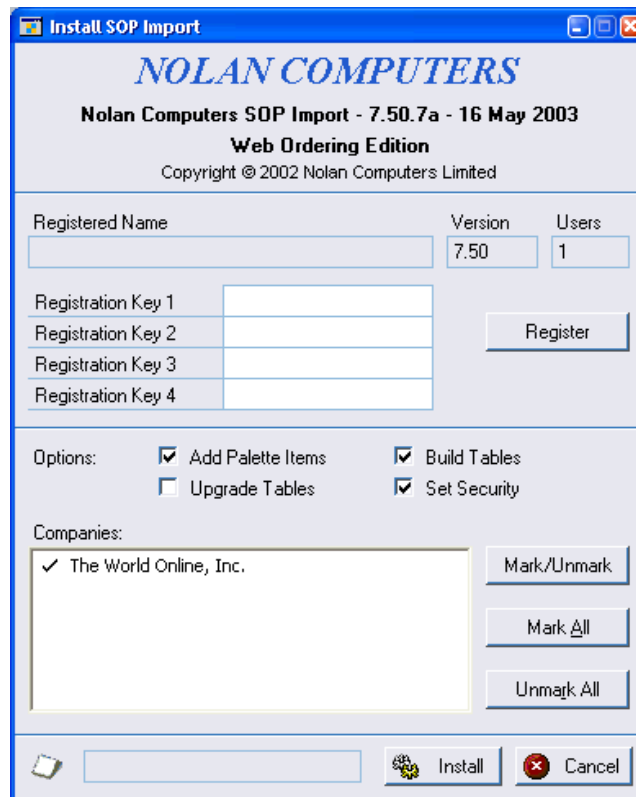 Install SOP Import
NOLAN COMPUTERS
Nolan Computers SOP Import - 7.50.7a - 16 May 2003
Web Ordering Edition
Copyright © 2002 Nolan Computers Limited
Registered Name Version Users
7.50 1
Registration Key 1
Registration Key 2
Register
Registration Key 3
Registration Key 4
Options: Add Palette Items Build Tables
Upgrade Tables Set Security
Companies:
The World Online, Inc.
Mark/Unmark
Mark All
Unmark All
Install Cancel